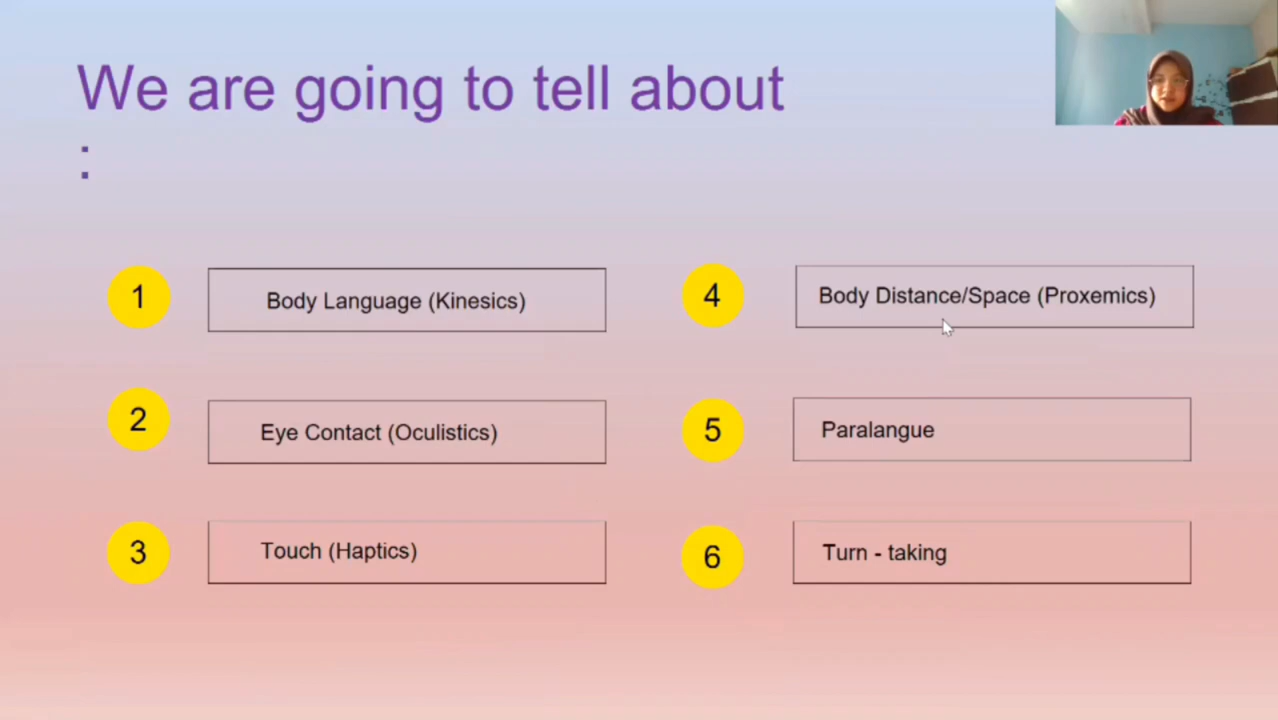 We are going to tell about
:
1
Body Language (Kinesics)
2
Eye Contact (Oculistics)
3
Touch (Haptics)
4
Body Distance/Space (Proxemics)
5
Paralangue
6
Turn - taking